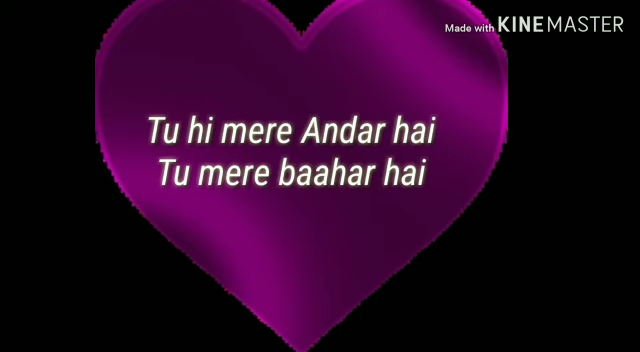 Made with KINEMASTER
Tu hi mere Andar hai
Tu mere baahar hai